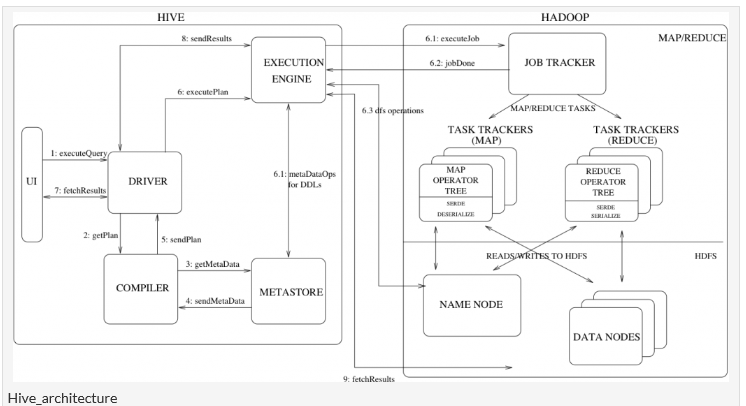 HIVE
HADOOP
8: sendResults
6.1: executeJob
MAP/REDUCE
EXECUTION
ENGINE
6.2: jobDone
JOB TRACKER
6: executePlan
6.3 dfs operations
MAP/REDUCE TASKS
TASK TRACKERS
(MAP)
TASK TRACKERS
(REDUCE)
1: executeQuery
UI
DRIVER
7: fetchResults
6.1: metaDataOps
for DDLs
MAP
OPERATOR
TREE
SERDE
DESERIALIZE
REDUCE
OPERATOR
TREE
SERDE
SERIALIZE
2: getPlan
5: sendPlan
READS/WRITES TO HDFS
HDFS
3: getMetaData
COMPILER
METASTORE
4: sendMetaData
NAME NODE
DATA NODES
9: fetchResults
Hive_architecture